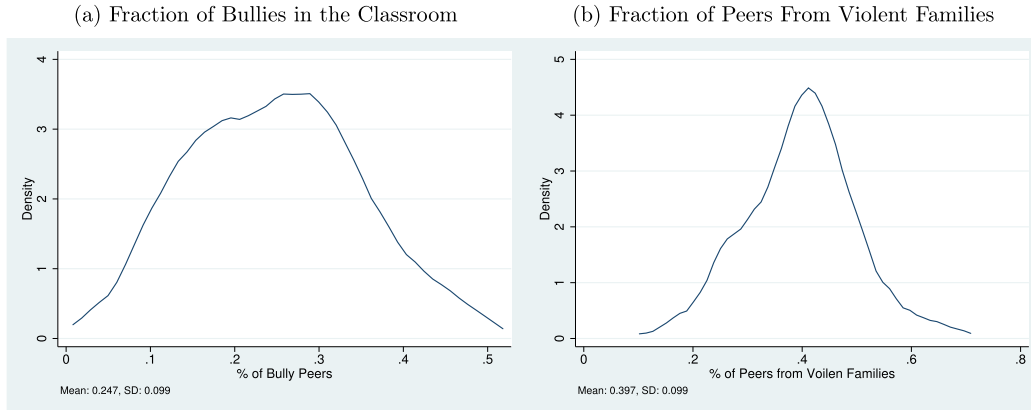 (a) Fraction of Bullies in the Classroom
4
3
2
1
0
Density
0 .1 .2 .3 .4 .5
% of Bully Peers
Mean: 0.247, SD: 0.099
(b) Fraction of Peers From Violent Families
5
4
3
2
1
0
Density
0 .2 .4 .6 .8
% of Peers from Voilen Families
Mean: 0.397, SD: 0.099